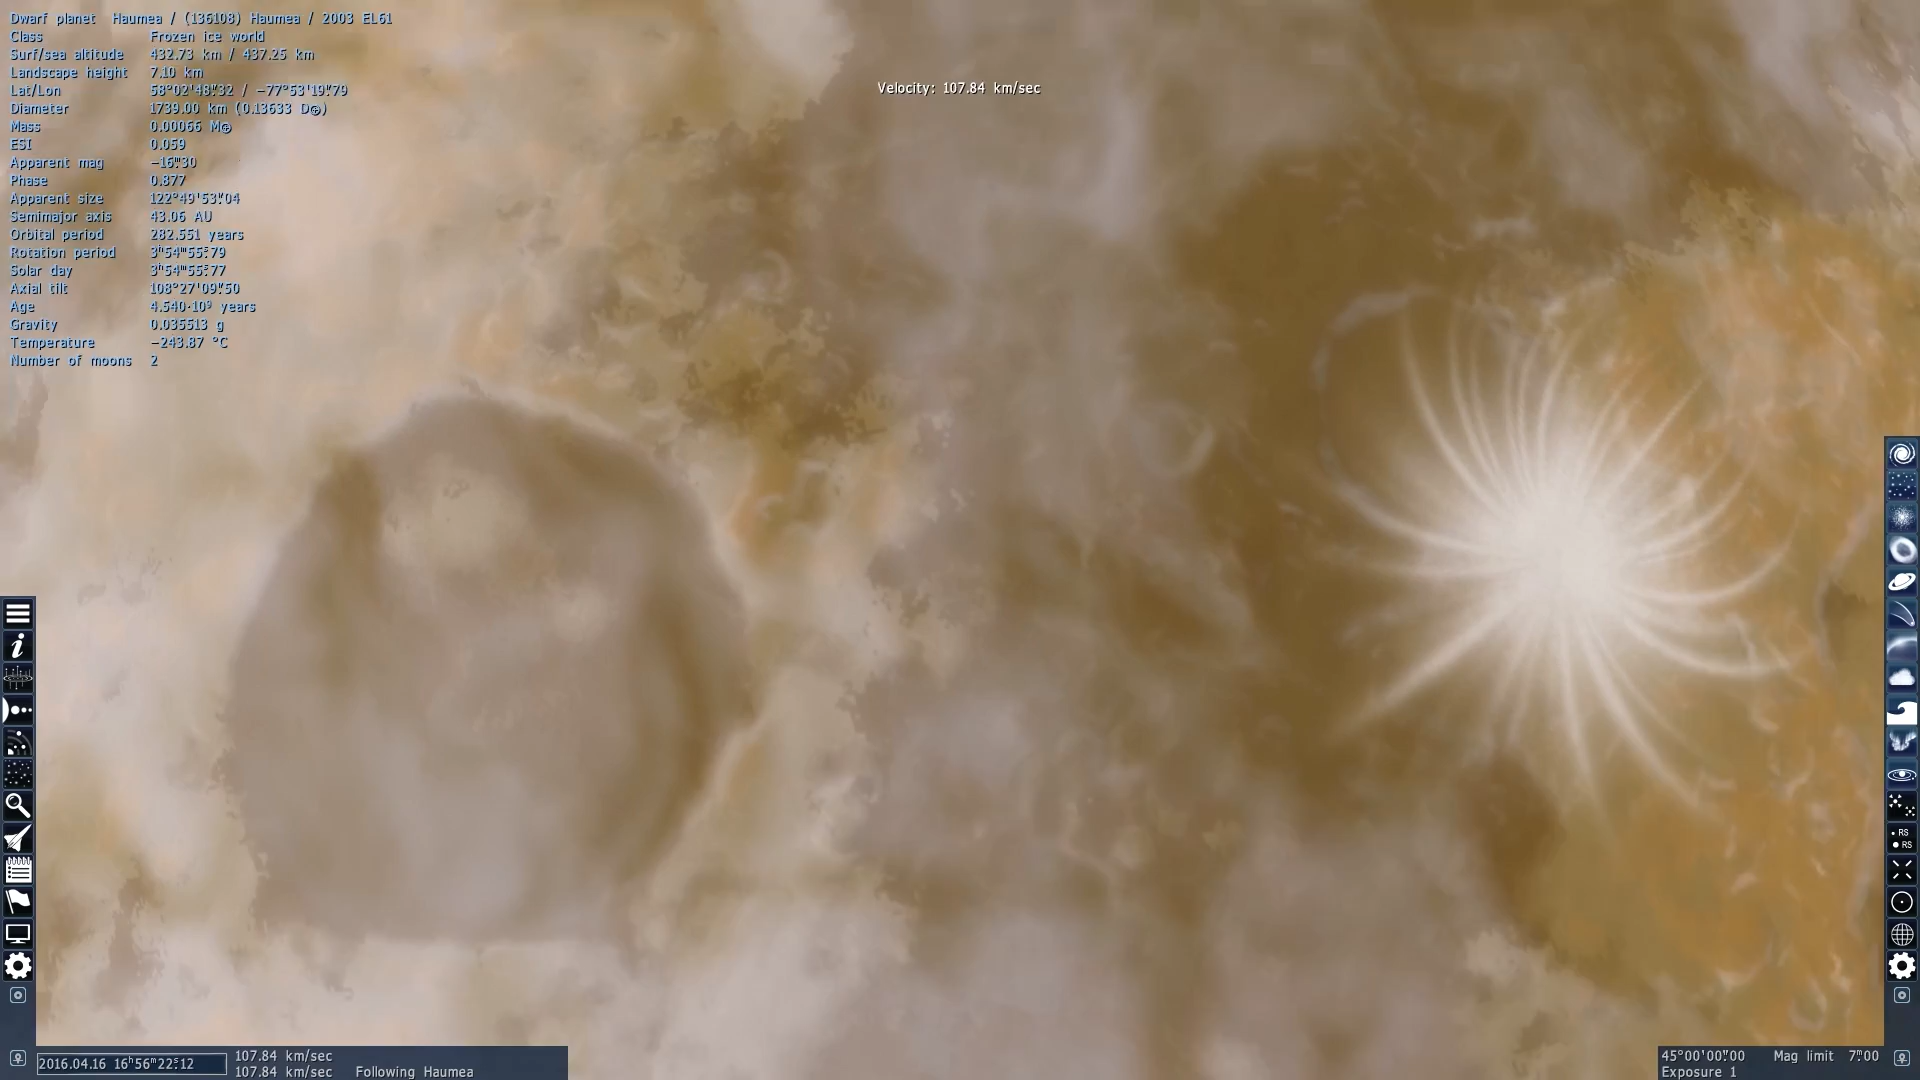 Dwarf planet Haumea / (136108) Haumea / 2003 EL61
Class Frozen ice world
Surf/sea altitude 432.73 km / 437.25 km
Landscape height 7.10 km
Lat/Lon 58°02'48".32 / −77°53'19".79
Diameter 1739.00 km (0.13633 D⊕)
Mass 0.00066 M⊕
ESI 0.059
Apparent mag −16ᵐ.30
Phase 0.877
Apparent size 122°49'53".04
Semimajor axis 43.06 AU
Orbital period 282.551 years
Rotation period 3ʰ54ᵐ55ˢ.79
Solar day 3ʰ54ᵐ55ˢ.77
Axial tilt 108°27'09".50
Age 4.540·10⁹ years
Gravity 0.035513 g
Temperature −243.87 °C
Number of moons 2
Velocity: 107.84 km/sec
RS
RS
2016.04.16 16ʰ56ᵐ22ˢ.12
107.84 km/sec
107.84 km/sec Following Haumea
45°00'00".00 Mag limit 7ᵐ.00
Exposure 1